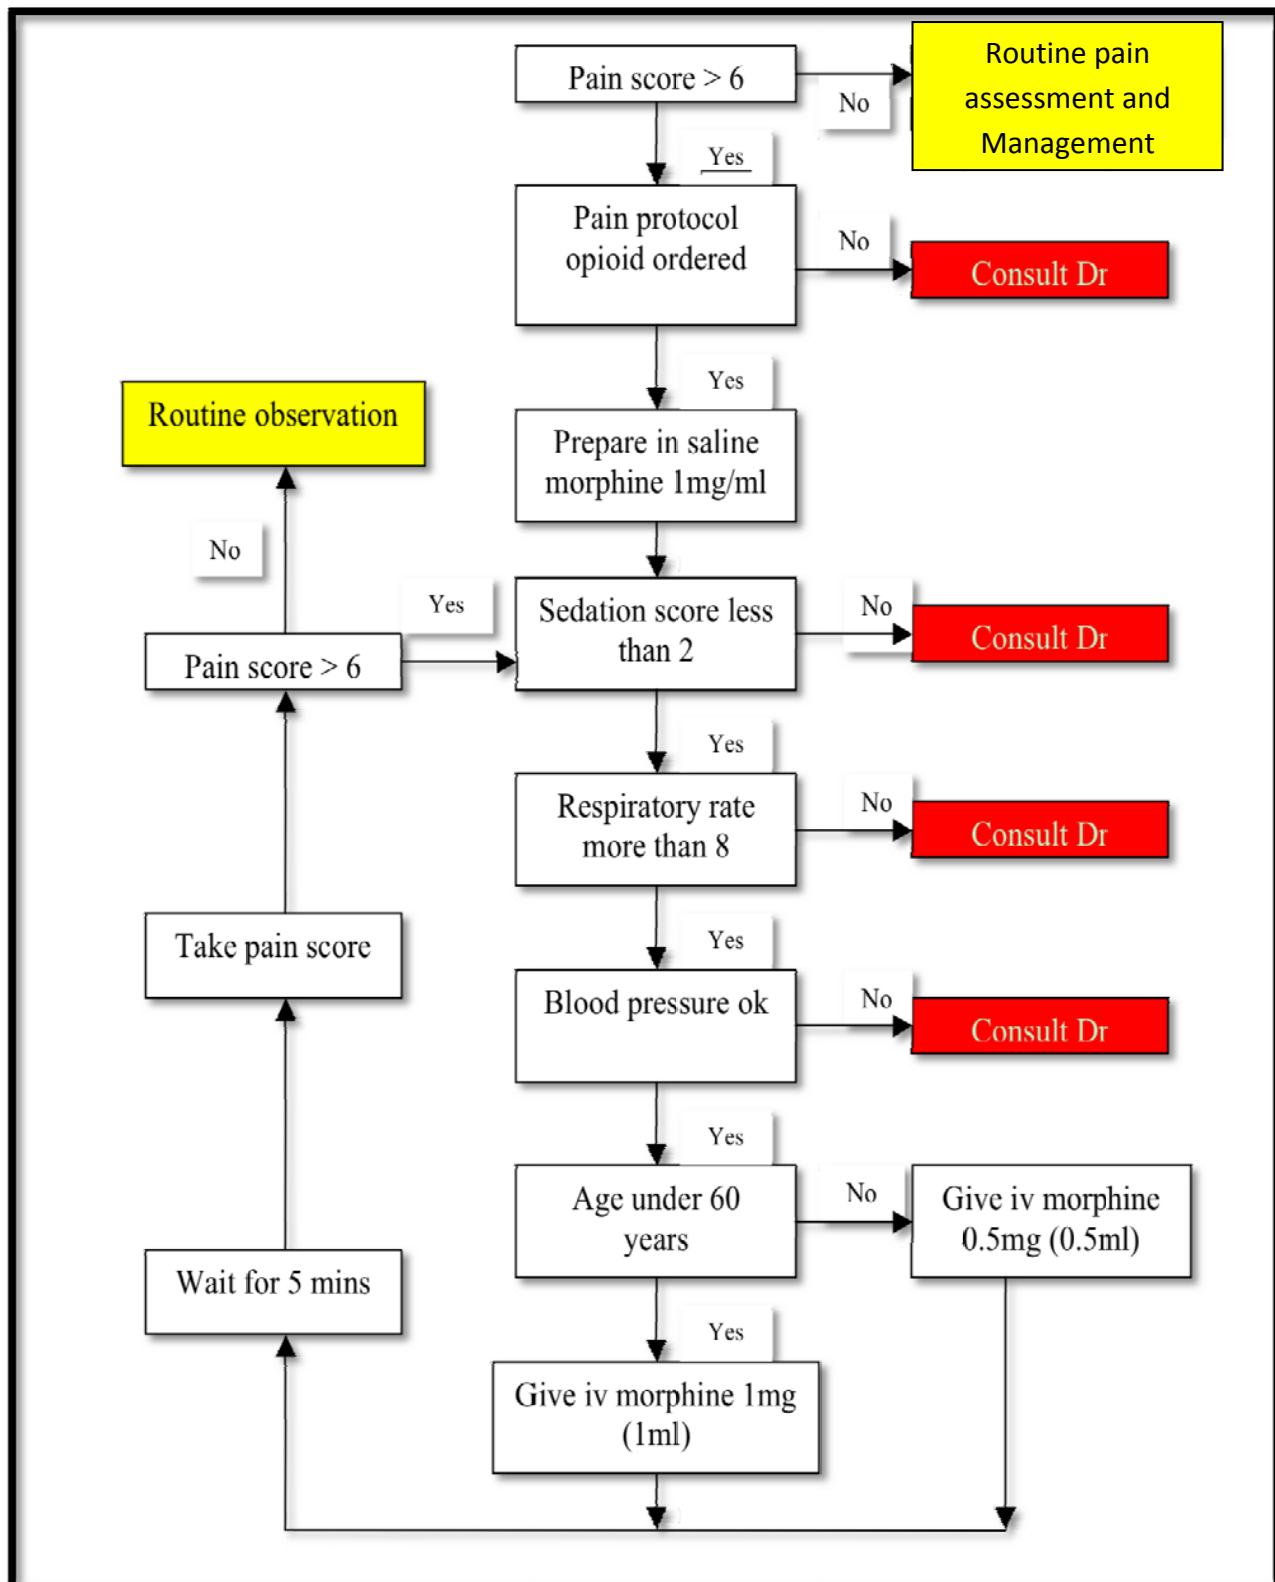 Pain score > 6
No
Routine pain
assessment and
Management
Yes
Pain protocol
opioid ordered
No
Consult Dr
Yes
Prepare in saline
morphine 1mg/ml
Routine observation
No
Pain score > 6
Yes
Sedation score less
than 2
No
Consult Dr
Yes
Respiratory rate
more than 8
No
Consult Dr
Yes
Blood pressure ok
No
Consult Dr
Yes
Age under 60
years
No
Give iv morphine
0.5mg (0.5ml)
Yes
Give iv morphine 1mg
(1ml)
Wait for 5 mins
Take pain score